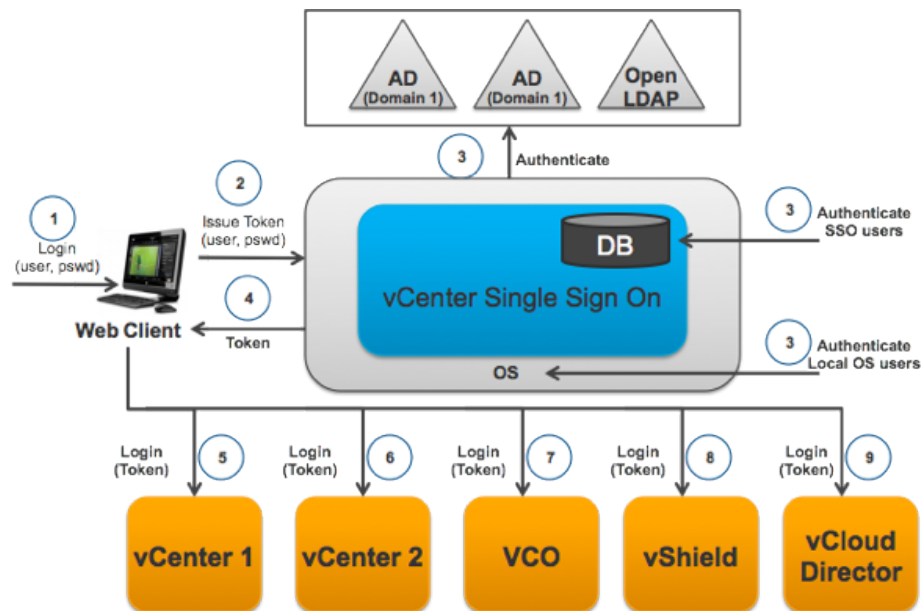 AD
(Domain 1)
AD
(Domain 1)
Open
LDAP
3
Authenticate
1
Login
(user, pswd)
2
Issue Token
(user, pswd)
DB
vCenter Single Sign On
3
Authenticate
SSO users
Web Client
4
Token
OS
3
Authenticate
Local OS users
Login
(Token)
5
Login
(Token)
6
Login
(Token)
7
Login
(Token)
8
Login
(Token)
9
vCenter 1
vCenter 2
VCO
vShield
vCloud
Director